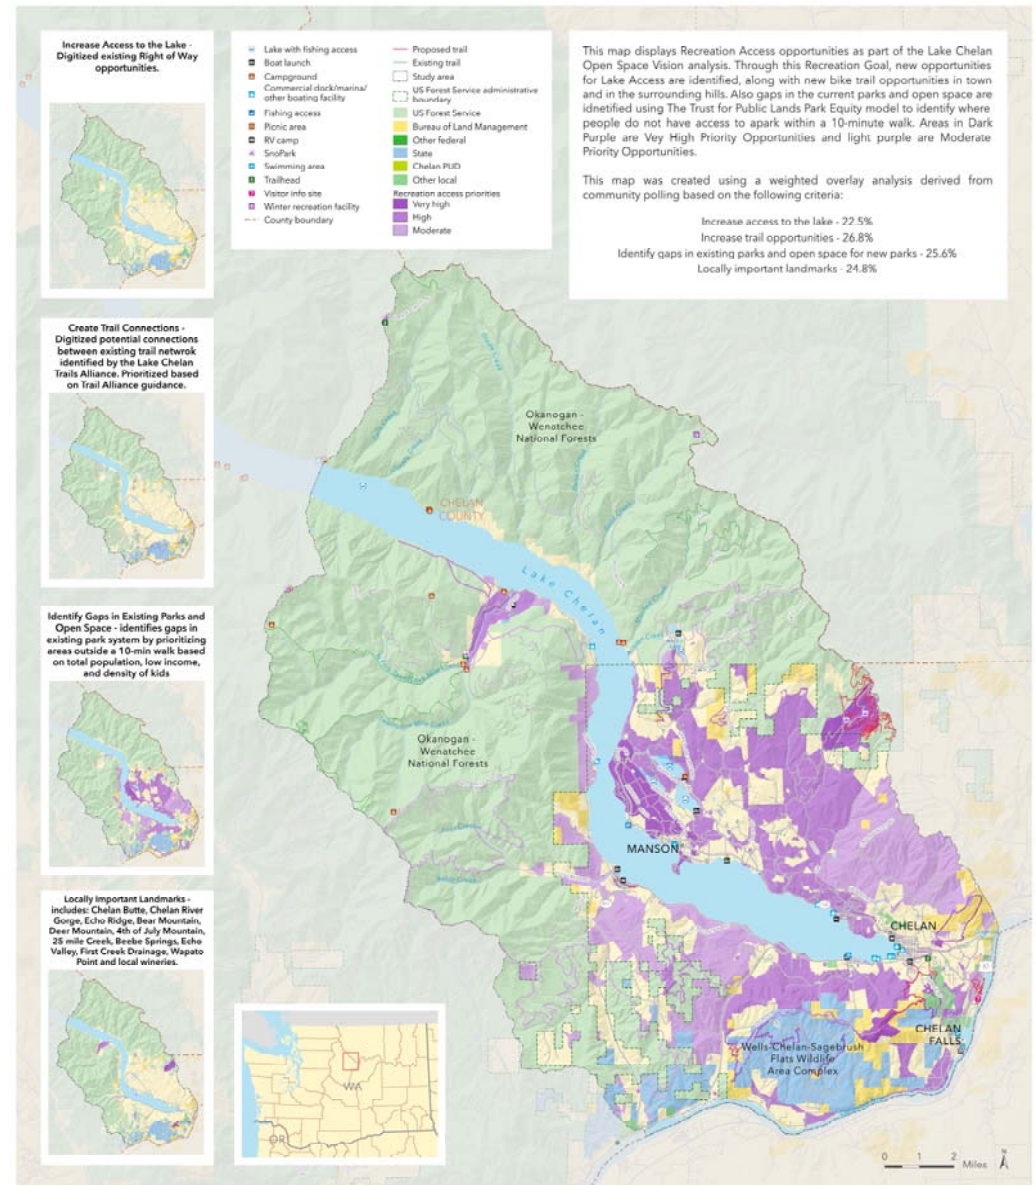 Increase Access to the Lake -
Digitized existing Right of Way
opportunities.
Create Trail Connections -
Digitized potential connections
between existing trail netwrok
identified by the Lake Chelan
Trails Alliance. Prioritized based
on Trail Alliance guidance.
Identify Gaps in Existing Parks and
Open Space - identifies gaps in
existing park system by prioritizing
areas outside a 10-min walk based
on total population, low income,
and density of kids
Locally Important Landmarks -
includes: Chelan Butte, Chelan River
Gorge, Echo Ridge, Bear Mountain,
Deer Mountain, 4th of July Mountain,
25 mile Creek, Beebe Springs, Echo
Valley, First Creek Drainage, Wapato
Point and local wineries.
Lake with fishing access
Boat launch
Campground
Commercial dock/marina/
other boating facility
Fishing access
Picnic area
RV camp
SnoPark
Swimming area
Trailhead
Visitor info site
Winter recreation facility
County boundary
Proposed trail
Existing trail
Study area
US Forest Service administrative
boundary
US Forest Service
Bureau of Land Management
Other federal
State
Chelan PUD
Other local
Recreation access priorities
Very high
High
Moderate
This map displays Recreation Access opportunities as part of the Lake Chelan
Open Space Vision analysis. Through this Recreation Goal, new opportunities
for Lake Access are identified, along with new bike trail opportunities in town
and in the surrounding hills. Also gaps in the current parks and open space are
idnetified using The Trust for Public Lands Park Equity model to identify where
people do not have access to apark within a 10-minute walk. Areas in Dark
Purple are Vey High Priority Opportunities and light purple are Moderate
Priority Opportunities.
This map was created using a weighted overlay analysis derived from
community polling based on the following criteria:
Increase access to the lake - 22.5%
Increase trail opportunities - 26.8%
Identify gaps in existing parks and open space for new parks - 25.6%
Locally important landmarks - 24.8%
Okanogan -
Wenatchee
National Forests
CHELAN
COUNTY
Lake Chelan
Okanogan -
Wenatchee
National Forests
MANSON
CHELAN
CHELAN
FALLS
Wells-Chelan-Sagebrush
Flats Wildlife
Area Complex
WA
OR
0 1 2 Miles
N